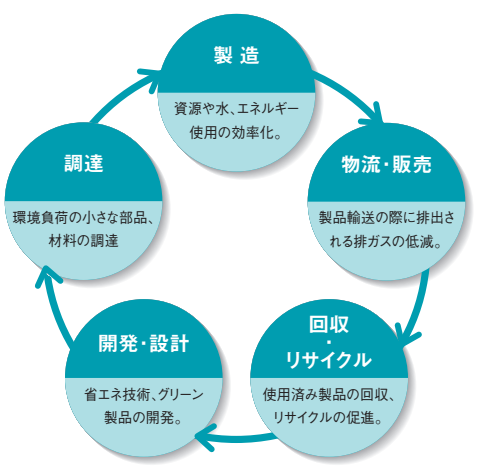 製 造
資源や水、エネルギー
使用の効率化。
物流・販売
製品輸送の際に排出さ
れる排ガスの低減。
回収
・
リサイクル
使用済み製品の回収、
リサイクルの促進。
開発・設計
省エネ技術、グリーン
製品の開発。
調達
環境負荷の小さな部品、
材料の調達